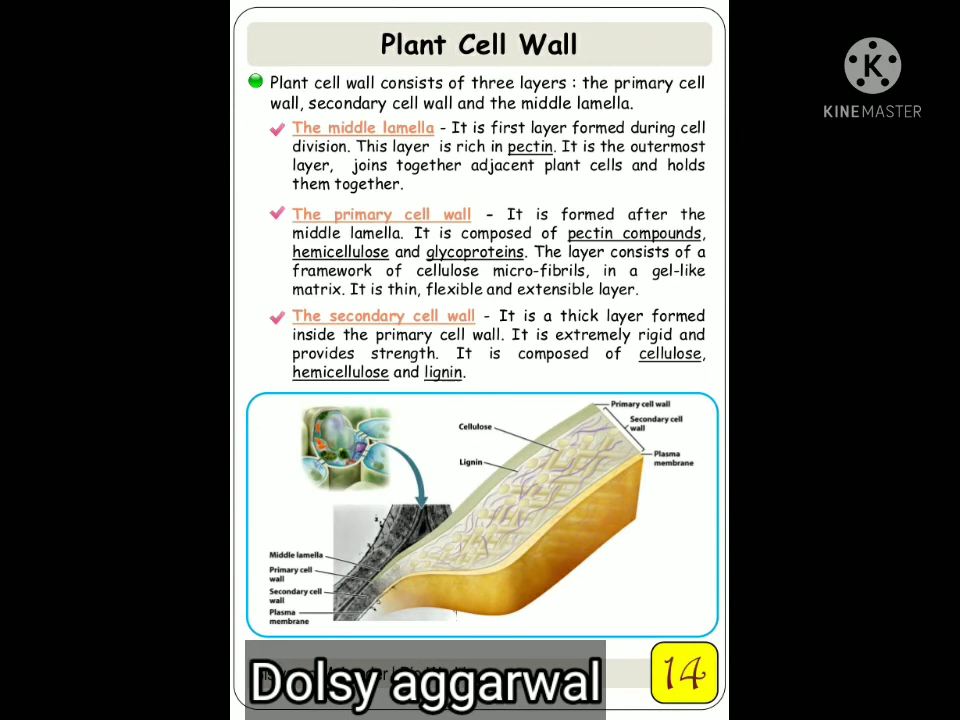 Plant Cell Wall
Plant cell wall consists of three layers : the primary cell
wall, secondary cell wall and the middle lamella.
The middle lamella - It is first layer formed during cell
division. This layer is rich in pectin. It is the outermost
layer, joins together adjacent plant cells and holds
them together.
The primary cell wall - It is formed after the
middle lamella. It is composed of pectin compounds,
hemicellulose and glycoproteins. The layer consists of a
framework of cellulose micro-fibrils, in a gel-like
matrix. It is thin, flexible and extensible layer.
The secondary cell wall - It is a thick layer formed
inside the primary cell wall. It is extremely rigid and
provides strength. It is composed of cellulose,
hemicellulose and lignin.
Primary cell wall
Secondary cell
wall
Plasma
membrane
Cellulose
Lignin
Middle lamella
Primary cell
wall
Secondary cell
wall
Plasma
membrane
Dolsy aggarwal
14
K
KINEMASTER